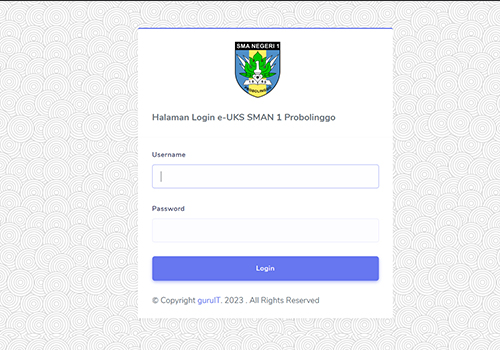 SMA NEGERI 1
PROBOLINGGO
Halaman Login e-UKS SMAN 1 Probolinggo
Username
Password
Login
© Copyright guruIT. 2023 . All Rights Reserved